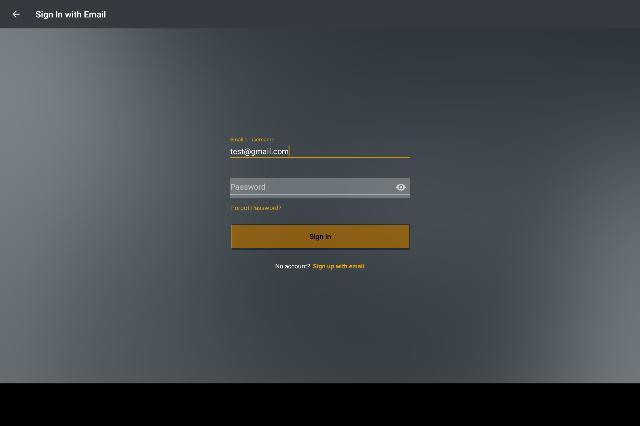 Sign In with Email
Email or username
test@gmail.com
Password
Forgot Password?
Sign in
No account? Sign up with email